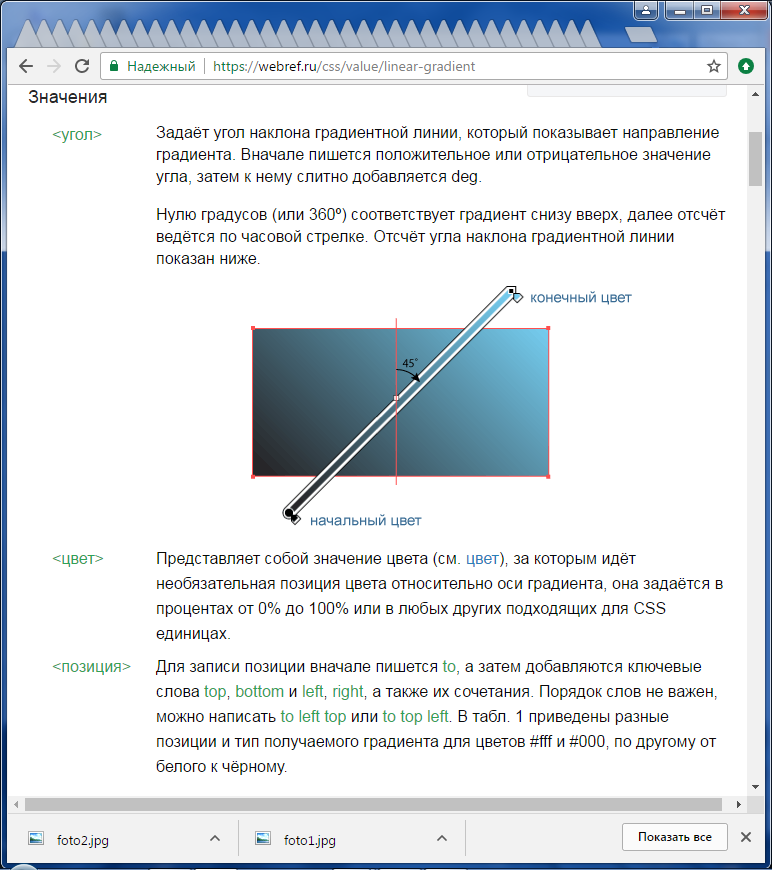 Надежный https://webref.ru/css/value/linear-gradient
Значения
<угол> Задаёт угол наклона градиентной линии, который показывает направление
градиента. Вначале пишется положительное или отрицательное значение
угла, затем к нему слитно добавляется deg.
Нулю градусов (или 360º) соответствует градиент снизу вверх, далее отсчёт
ведётся по часовой стрелке. Отсчёт угла наклона градиентной линии
показан ниже.
конечный цвет
45°
начальный цвет
<цвет> Представляет собой значение цвета (см. цвет), за которым идёт
необязательная позиция цвета относительно оси градиента, она задаётся в
процентах от 0% до 100% или в любых других подходящих для CSS
единицах.
<позиция> Для записи позиции вначале пишется to, а затем добавляются ключевые
слова top, bottom и left, right, а также их сочетания. Порядок слов не важен,
можно написать to left top или to top left. В табл. 1 приведены разные
позиции и тип получаемого градиента для цветов #fff и #000, по другому от
белого к чёрному.
foto2.jpg foto1.jpg Показать все